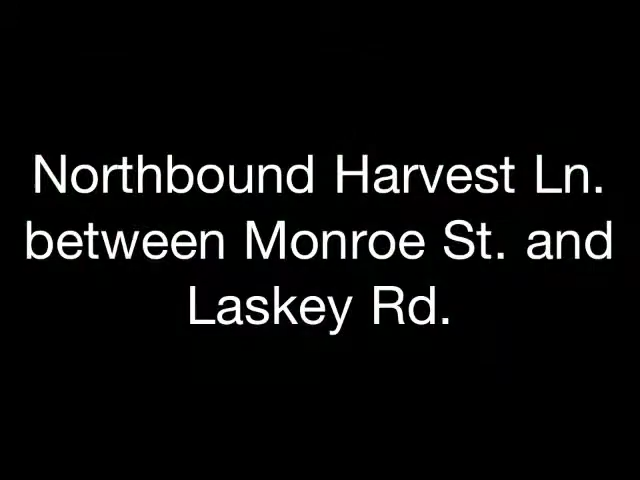 Northbound Harvest Ln.
between Monroe St. and
Laskey Rd.